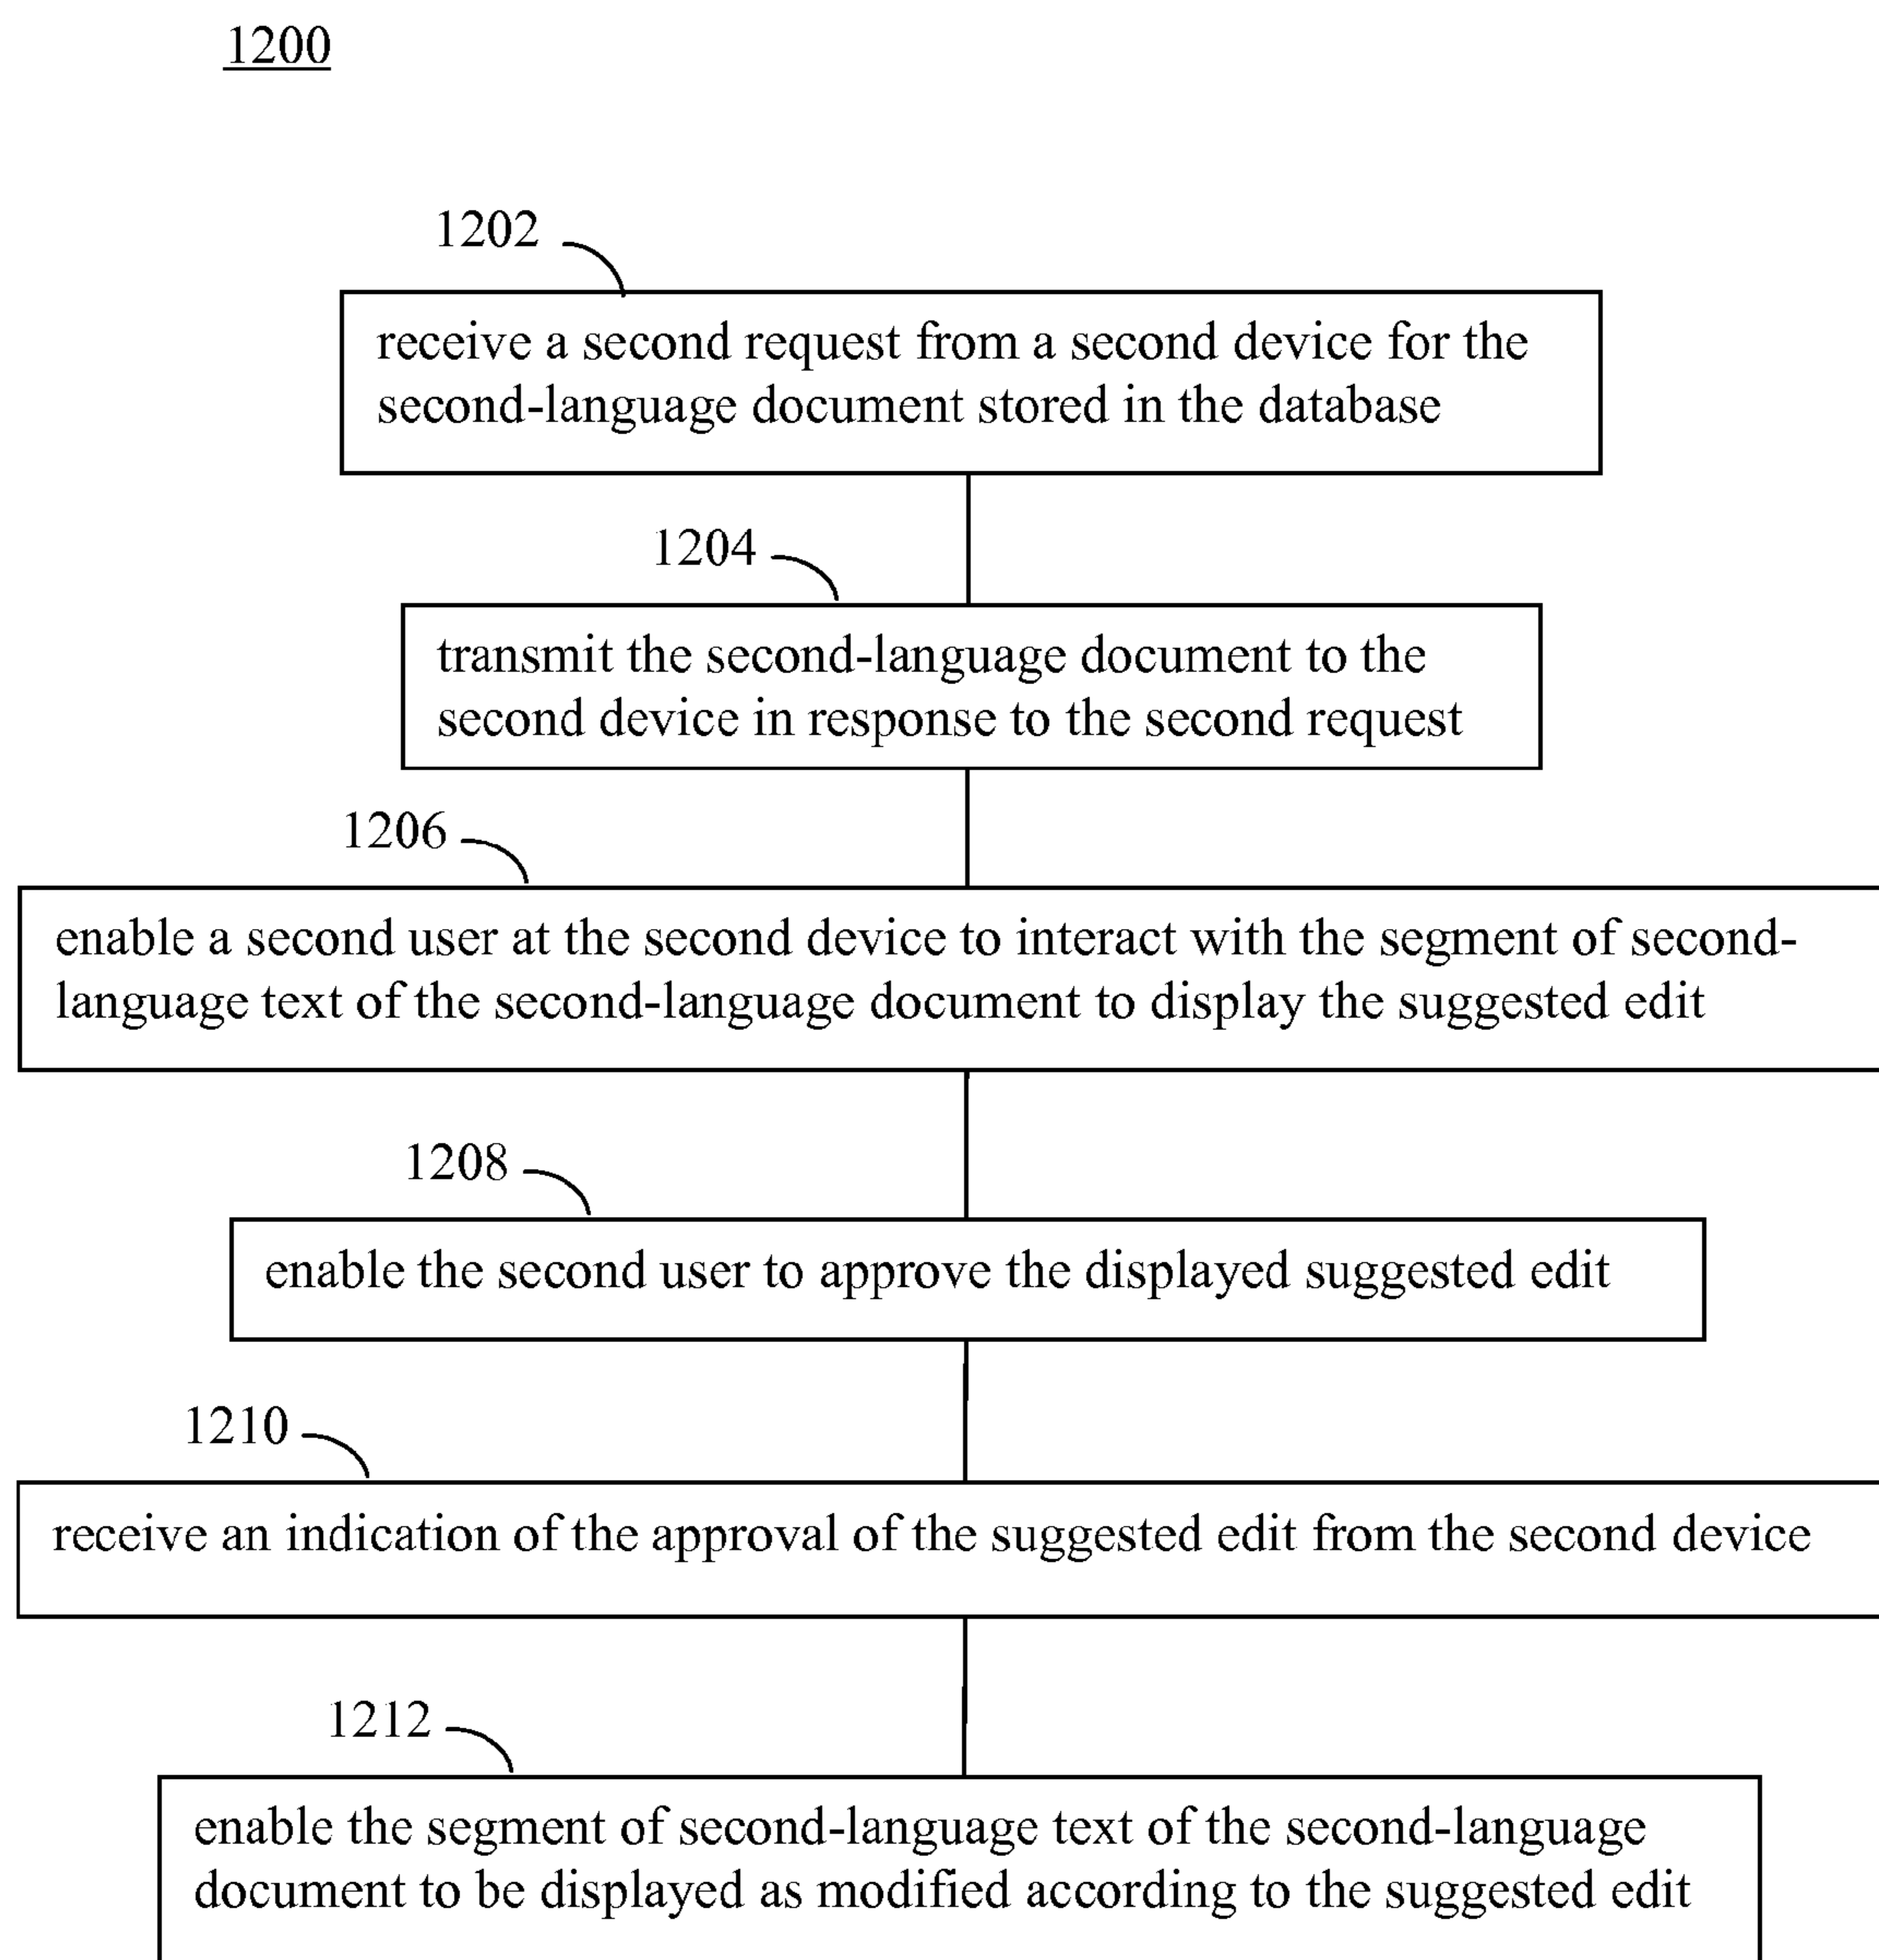 1200
1202
receive a second request from a second device for the
second-language document stored in the database
1204
transmit the second-language document to the
second device in response to the second request
1206
enable a second user at the second device to interact with the segment of second-
language text of the second-language document to display the suggested edit
1208
enable the second user to approve the displayed suggested edit
1210
receive an indication of the approval of the suggested edit from the second device
1212
enable the segment of second-language text of the second-language
document to be displayed as modified according to the suggested edit